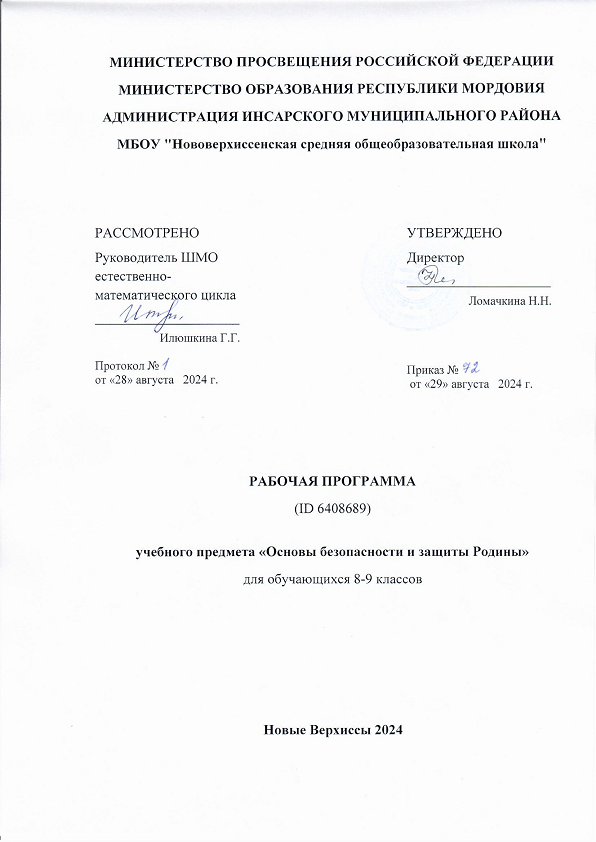 МИНИСТЕРСТВО ПРОСВЕЩЕНИЯ РОССИЙСКОЙ ФЕДЕРАЦИИ
МИНИСТЕРСТВО ОБРАЗОВАНИЯ РЕСПУБЛИКИ МОРДОВИЯ
АДМИНИСТРАЦИЯ ИНСАРСКОГО МУНИЦИПАЛЬНОГО РАЙОНА
МБОУ "Нововерхиссенская средняя общеобразовательная школа"
РАССМОТРЕНО
Руководитель ШМО
естественно-
математического цикла
Илюшкина Г.Г.
Протокол № 1
от «28» августа 2024 г.
УТВЕРЖДЕНО
Директор
Ломачкина Н.Н.
Приказ № 72
от «29» августа 2024 г.
РАБОЧАЯ ПРОГРАММА
(ID 6408689)
учебного предмета «Основы безопасности и защиты Родины»
для обучающихся 8-9 классов
Новые Верхиссы 2024